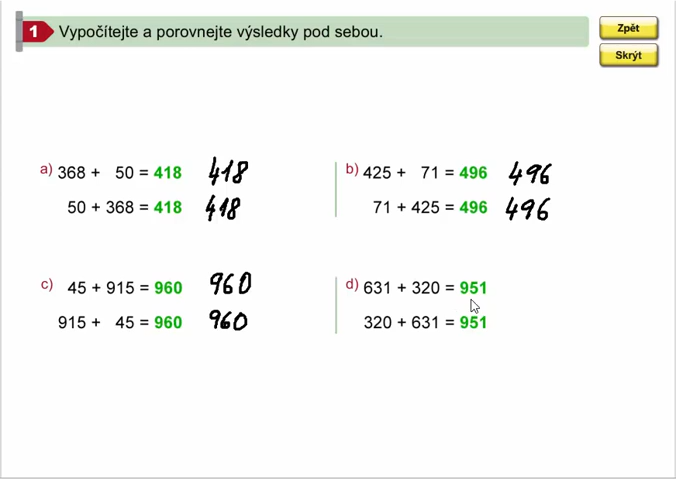 1 Vypočítejte a porovnejte výsledky pod sebou.
Zpět
Skrýt
a) 368 + 50 = 418 418
50 + 368 = 418 418
b) 425 + 71 = 496 496
71 + 425 = 496 496
c) 45 + 915 = 960 960
915 + 45 = 960 960
d) 631 + 320 = 951
320 + 631 = 951